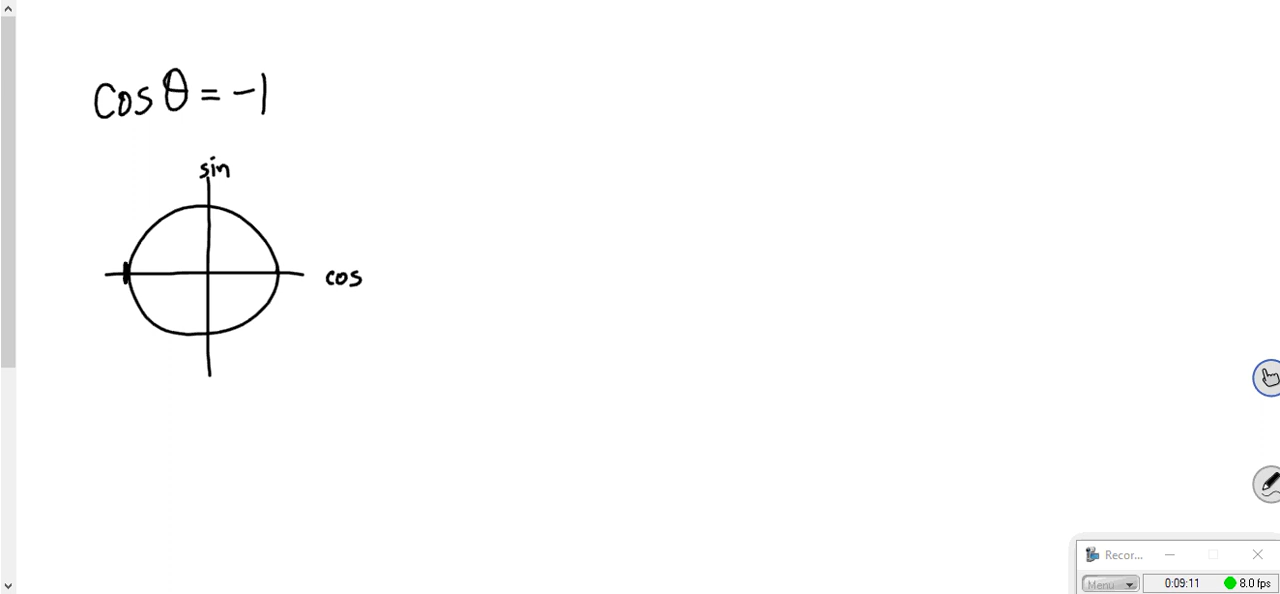 cos θ = -1
sin
cos
Recor...
Menu
0:09:11
8.0 fps